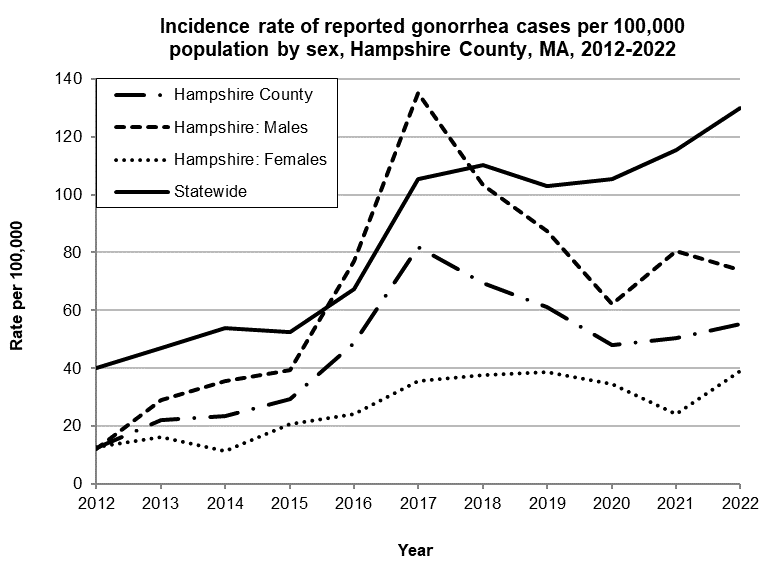 Incidence rate of reported gonorrhea cases per 100,000
population by sex, Hampshire County, MA, 2012-2022
140
120
100
80
60
40
20
0
Hampshire County
Hampshire: Males
Hampshire: Females
Statewide
Rate per 100,000
2012 2013 2014 2015 2016 2017 2018 2019 2020 2021 2022
Year